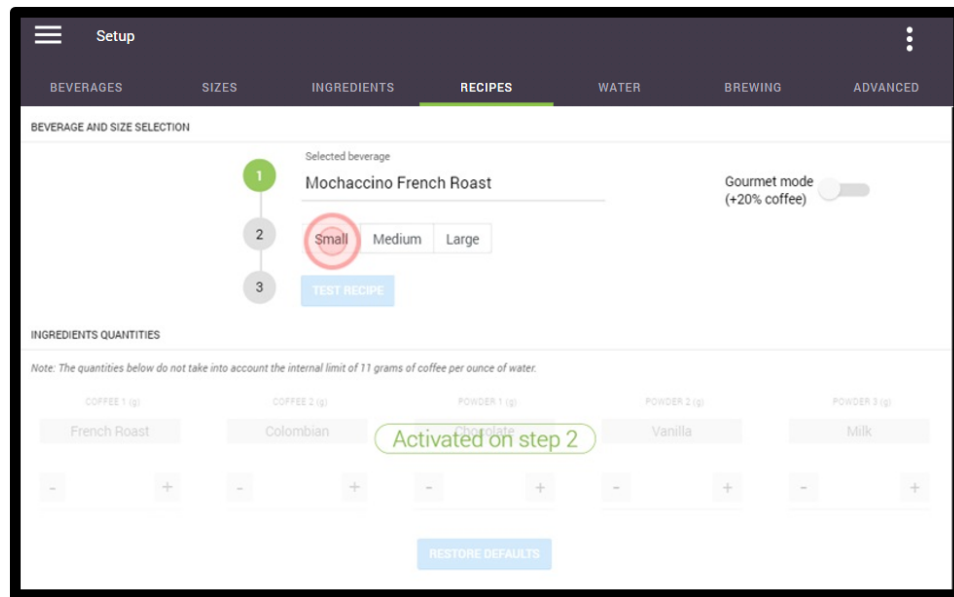 Setup
BEVERAGES SIZES INGREDIENTS RECIPES WATER BREWING ADVANCED
BEVERAGE AND SIZE SELECTION
Selected beverage
1 Mochaccino French Roast
Gourmet mode
(+20% coffee)
2 Small Medium Large
3 TEST RECIPE
INGREDIENTS QUANTITIES
Note: The quantities below do not take into account the internal limit of 11 grams of coffee per ounce of water.
COFFEE 1 (g) COFFEE 2 (g) POWDER 1 (g) POWDER 2 (g) POWDER 3 (g)
French Roast Colombian Chocolate Vanilla Milk
Activated on step 2
- + - + - + - + - +
RESTORE DEFAULTS